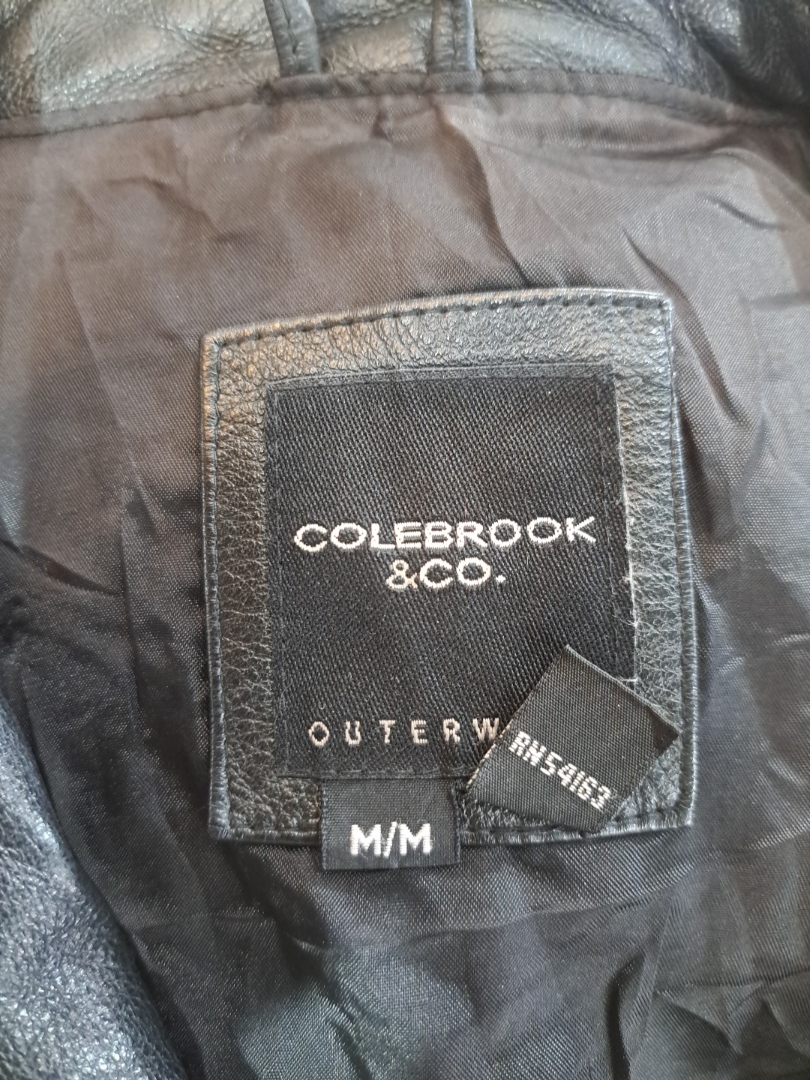 COLEBROOK
&CO.
OUTERW
RN54163
M/M